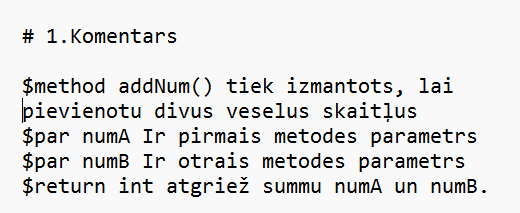 # 1.Komentars
$method addNum() tiek izmantots, lai
pievienotu divus veselus skaitļus
$par numA Ir pirmais metodes parametrs
$par numB Ir otrais metodes parametrs
$return int atgriež summu numA un numB.